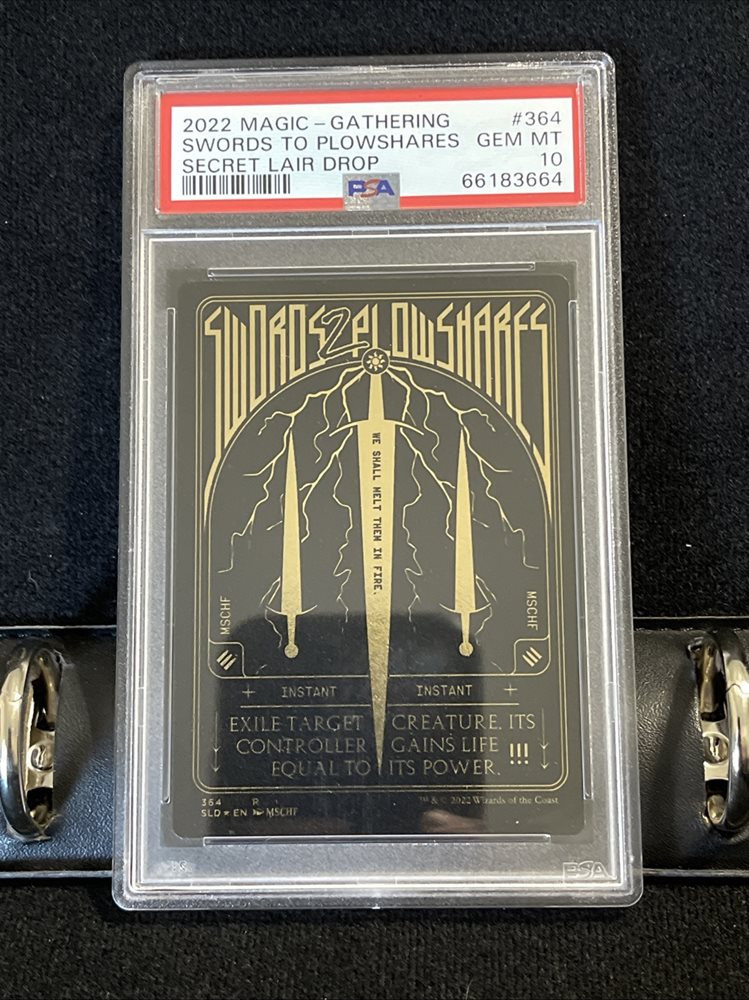 2022 MAGIC - GATHERING #364
SWORDS TO PLOWSHARES GEM MT
SECRET LAIR DROP 10
PSA 66183664
SWORDS 2 PLOWSHARES
WE SHALL MELT THEM IN FIRE.
MSCHF MSCHF
INSTANT INSTANT
EXILE TARGET CREATURE. ITS
CONTROLLER GAINS LIFE !!!
EQUAL TO ITS POWER.
364 R ™ & © 2022 Wizards of the Coast
SLD ★ EN MSCHF
PSA